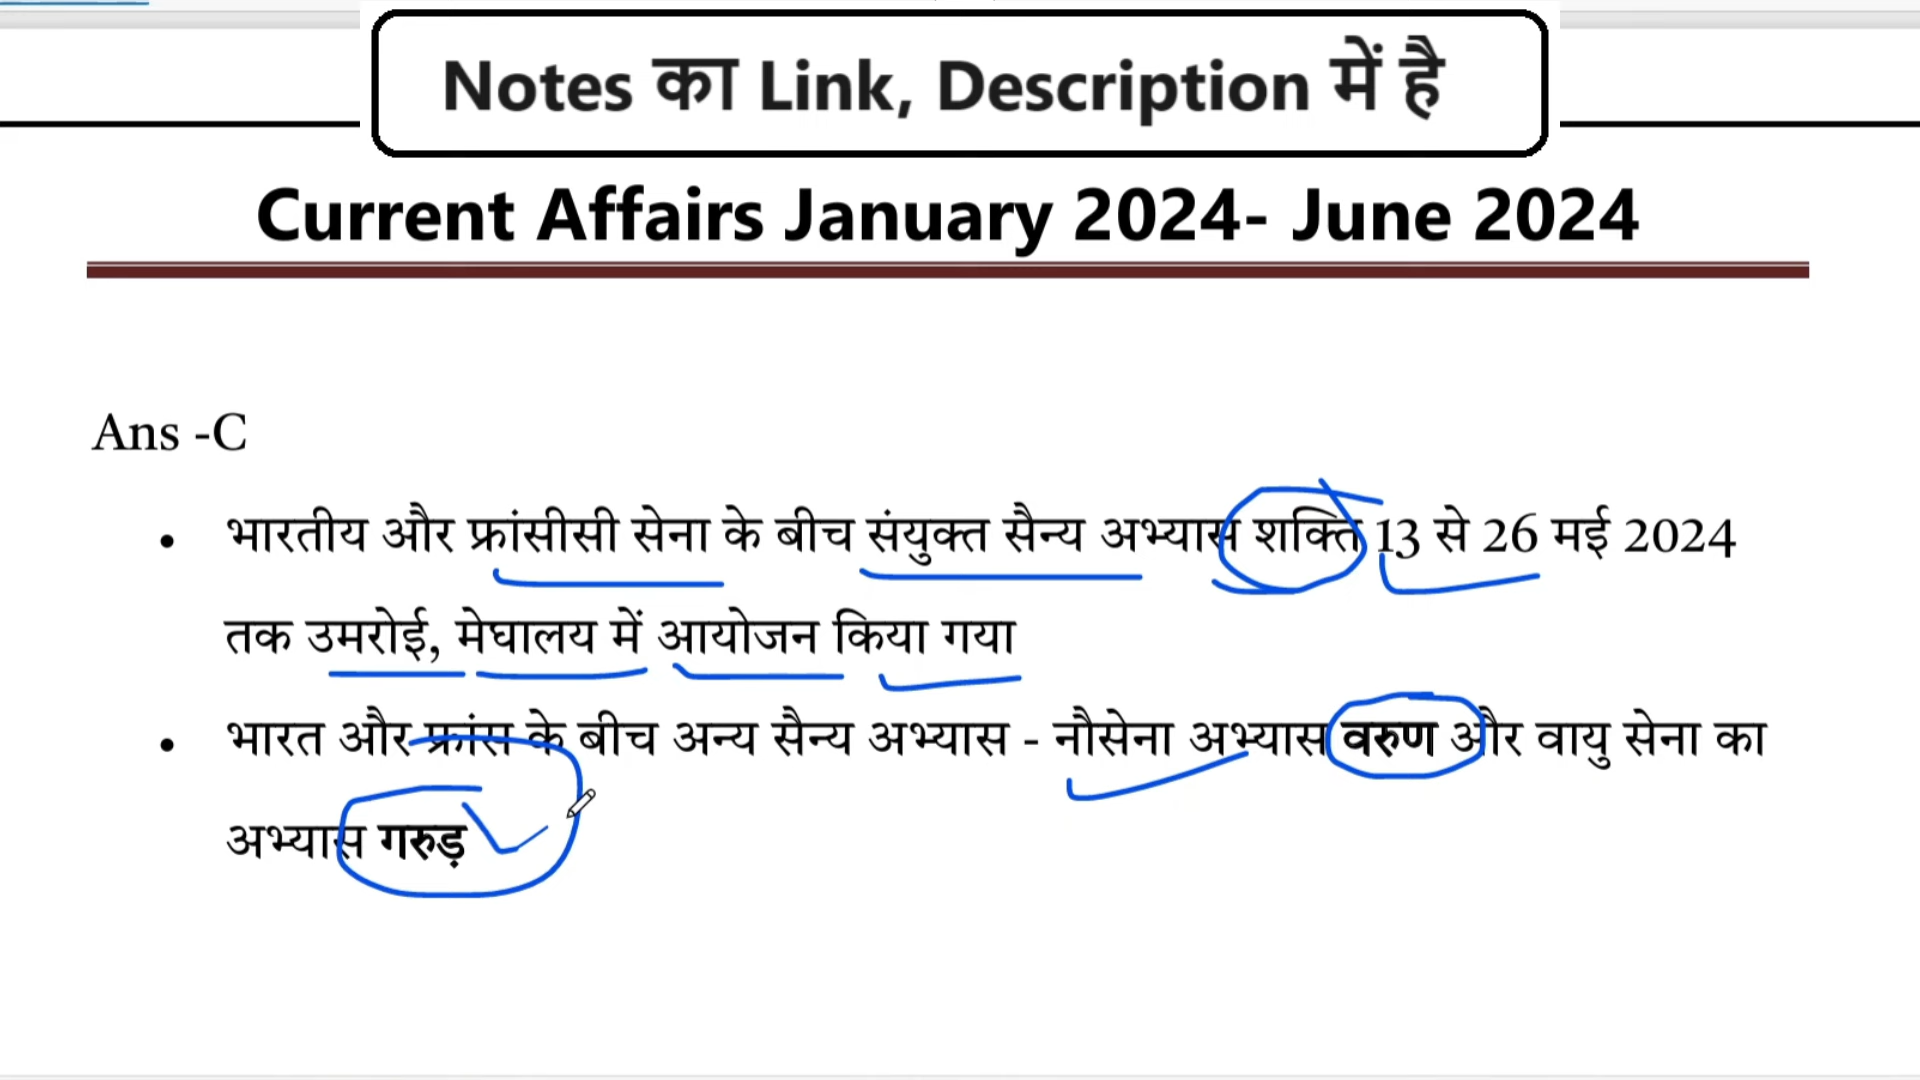 Notes का Link, Description में है
Current Affairs January 2024- June 2024
Ans -C
• भारतीय और फ्रांसीसी सेना के बीच संयुक्त सैन्य अभ्यास शक्ति 13 से 26 मई 2024
तक उमरोई, मेघालय में आयोजन किया गया
• भारत और फ्रांस के बीच अन्य सैन्य अभ्यास - नौसेना अभ्यास वरुण और वायु सेना का
अभ्यास गरुड़